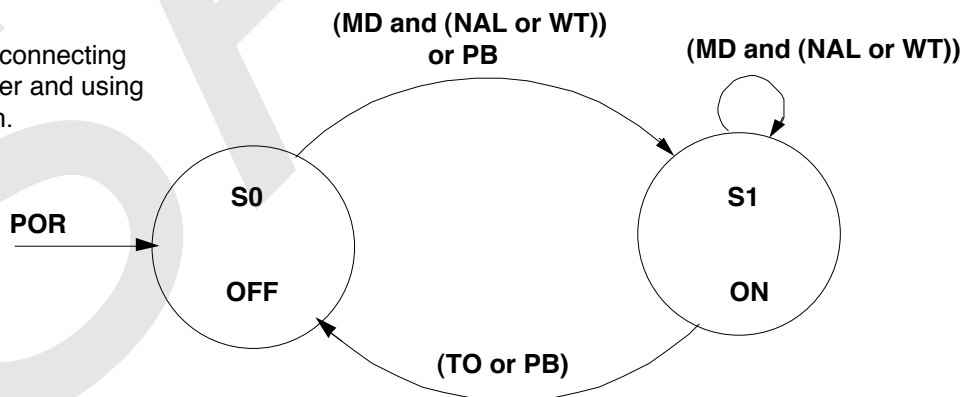 connecting
er and using
(MD and (NAL or WT))
or PB
(MD and (NAL or WT))
POR
S0
OFF
S1
ON
(TO or PB)